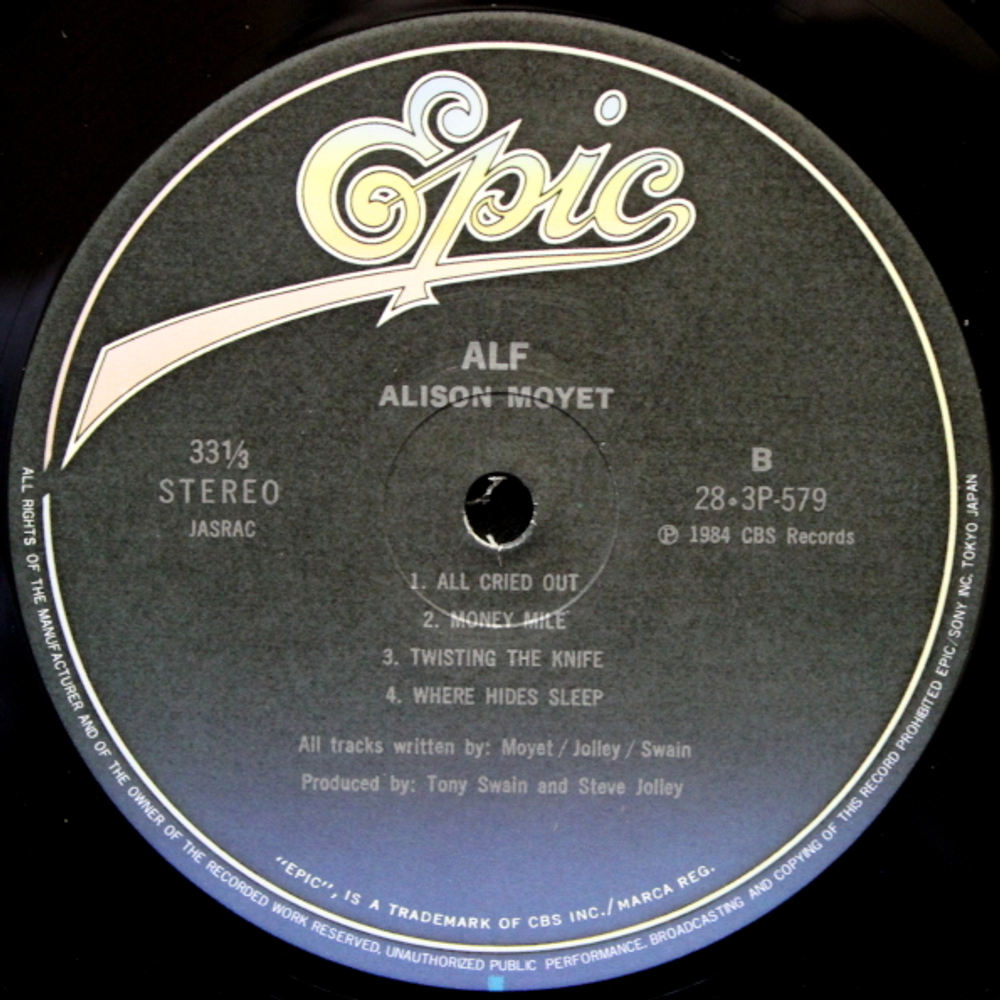 Epic
ALF
ALISON MOYET
33⅓
STEREO
JASRAC
B
28・3P-579
℗ 1984 CBS Records
1. ALL CRIED OUT
2. MONEY MILE
3. TWISTING THE KNIFE
4. WHERE HIDES SLEEP
All tracks written by: Moyet / Jolley / Swain
Produced by: Tony Swain and Steve Jolley
“EPIC”, IS A TRADEMARK OF CBS INC./MARCA REG.
ALL RIGHTS OF THE MANUFACTURER AND OF THE OWNER OF THE RECORDED WORK RESERVED. UNAUTHORIZED PUBLIC PERFORMANCE, BROADCASTING AND COPYING OF THIS RECORD PROHIBITED EPIC/SONY INC. TOKYO JAPAN